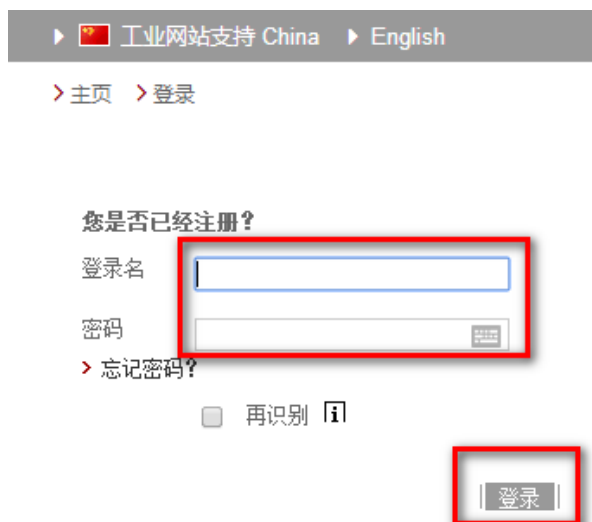 工业网站支持 China English
主页 登录
您是否已经注册?
登录名
密码
忘记密码?
再识别 i
登录